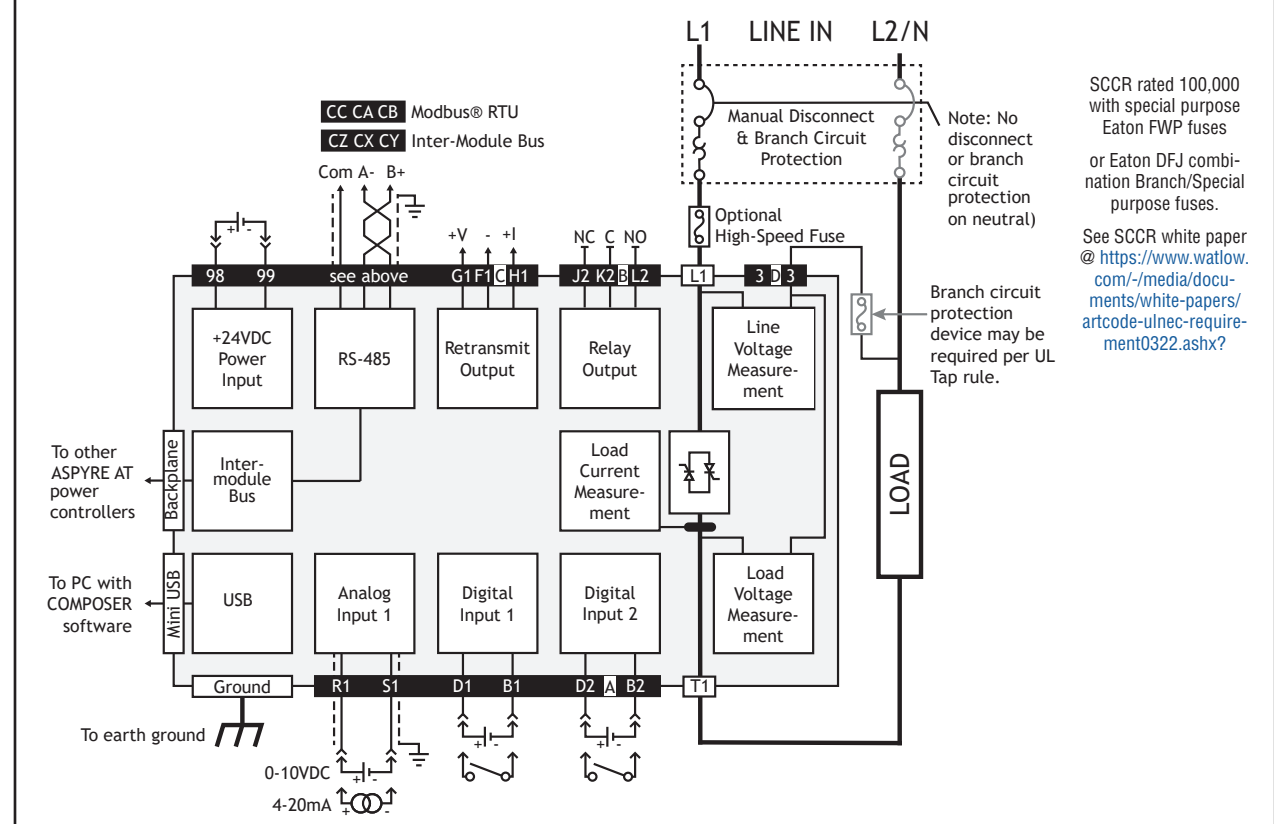 L1 LINE IN L2/N
SCCR rated 100,000
with special purpose
Eaton FWP fuses
or Eaton DFJ combi-
nation Branch/Special
purpose fuses.
See SCCR white paper
@ https://www.watlow.
com/-/media/docu-
ments/white-papers/
artcode-ulnec-require-
ment0322.ashx?
Manual Disconnect
& Branch Circuit
Protection
Note: No
disconnect
or branch
circuit
protection
on neutral)
CC CA CB Modbus® RTU
CZ CX CY Inter-Module Bus
Com A- B+
Optional
High-Speed Fuse
+ -
+V - +I
NC C NO
98 99 see above G1 F1 C H1 J2 K2 B L2 L1 3 D 3
+24VDC
Power
Input
RS-485
Retransmit
Output
Relay
Output
Line
Voltage
Measure-
ment
Branch circuit
protection
device may be
required per UL
Tap rule.
To other
ASPYRE AT
power
controllers
Backplane
Inter-
module
Bus
Load
Current
Measure-
ment
LOAD
To PC with
COMPOSER
software
Mini USB
USB
Analog
Input 1
Digital
Input 1
Digital
Input 2
Load
Voltage
Measure-
ment
Ground R1 S1 D1 B1 D2 A B2 T1
To earth ground
+ -
+ -
0-10VDC
+ -
4-20mA
+ -